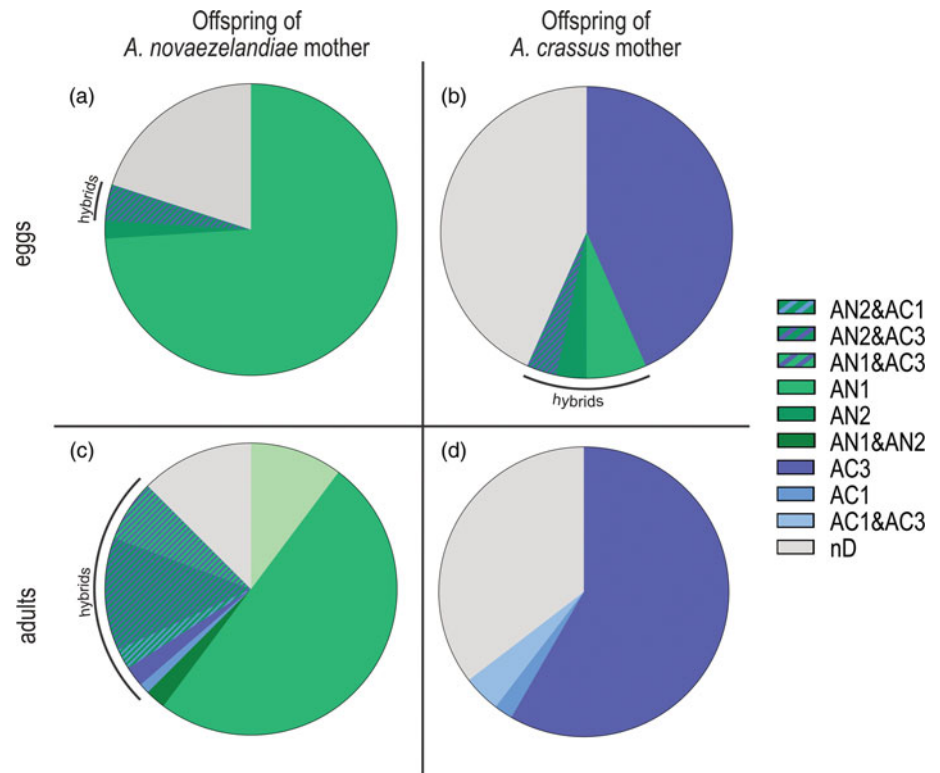 Offspring of
A. novaezelandiae mother
Offspring of
A. crassus mother
eggs
(a)
hybrids
(b)
hybrids
adults
(c)
hybrids
(d)
AN2&AC1
AN2&AC3
AN1&AC3
AN1
AN2
AN1&AN2
AC3
AC1
AC1&AC3
nD